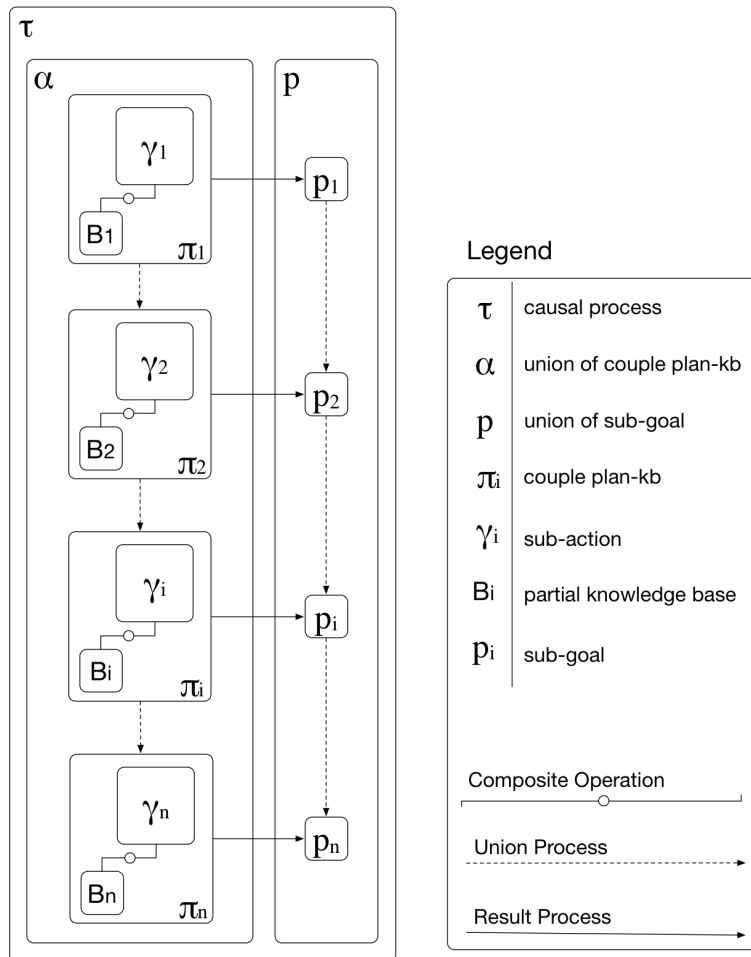 τ
α
p
γ1
B1
π1
p1
γ2
B2
π2
p2
γi
Bi
πi
pi
γn
Bn
πn
pn
Legend
τ causal process
α union of couple plan-kb
p union of sub-goal
πi couple plan-kb
γi sub-action
Bi partial knowledge base
pi sub-goal
Composite Operation
Union Process
Result Process